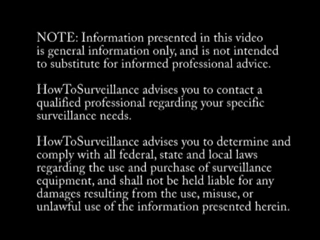 NOTE: Information presented in this video
is general information only, and is not intended
to substitute for informed professional advice.
HowToSurveillance advises you to contact a
qualified professional regarding your specific
surveillance needs.
HowToSurveillance advises you to determine and
comply with all federal, state and local laws
regarding the use and purchase of surveillance
equipment, and shall not be held liable for any
damages resulting from the use, misuse, or
unlawful use of the information presented herein.